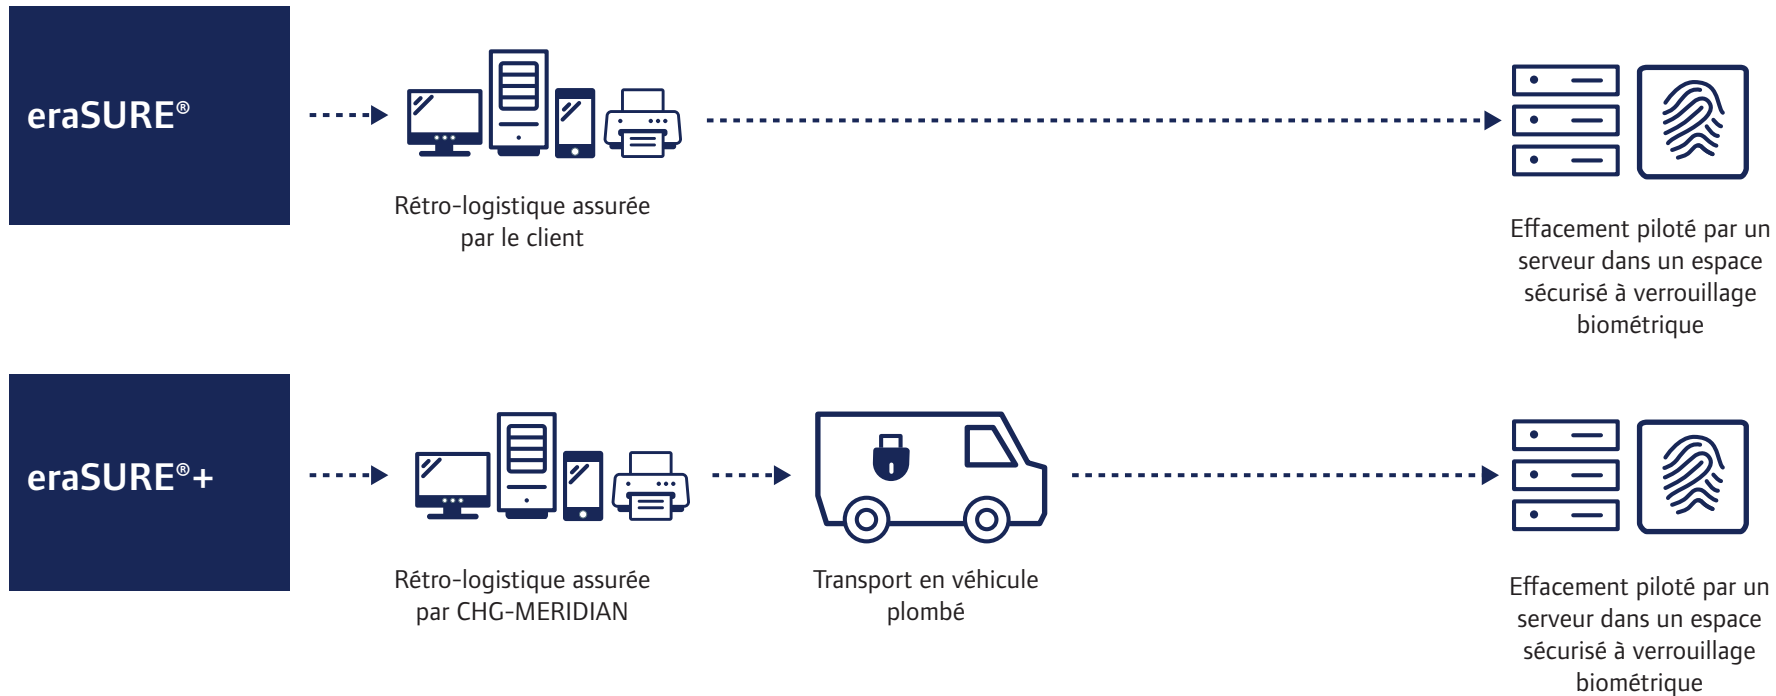 eraSURE®
Rétro-logistique assurée
par le client
Effacement piloté par un
serveur dans un espace
sécurisé à verrouillage
biométrique
eraSURE®+
Rétro-logistique assurée
par CHG-MERIDIAN
Transport en véhicule
plombé
Effacement piloté par un
serveur dans un espace
sécurisé à verrouillage
biométrique